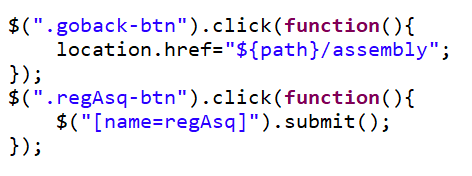 $(".goback-btn").click(function(){
    location.href="${path}/assembly";
});
$(".regAsq-btn").click(function(){
    $("[name=regAsq]").submit();
});